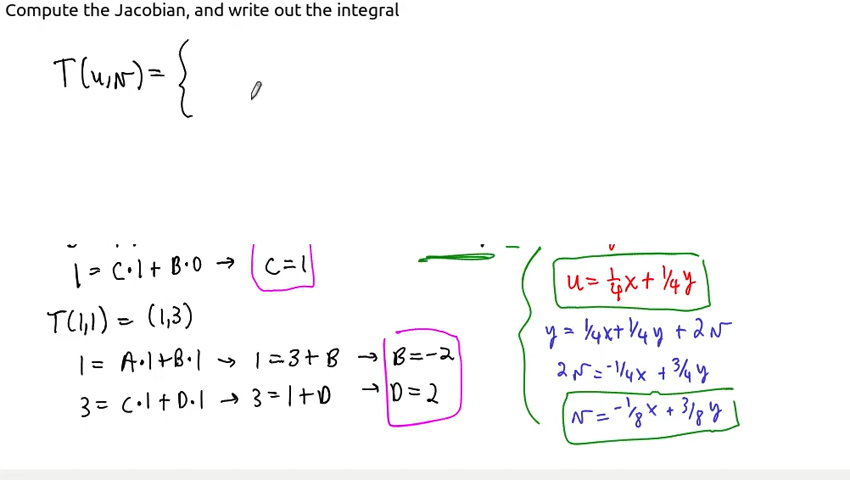 Compute the Jacobian, and write out the integral
T(u,v) = {
1 = C·1 + B·0 → C = 1
T(1,1) = (1,3)
1 = A·1 + B·1 → 1 = 3 + B → B = -2
3 = C·1 + D·1 → 3 = 1 + D → D = 2
u = 1/4x + 1/4y
y = 1/4x + 1/4y + 2v
2v = -1/4x + 3/4y
v = -1/8x + 3/8y